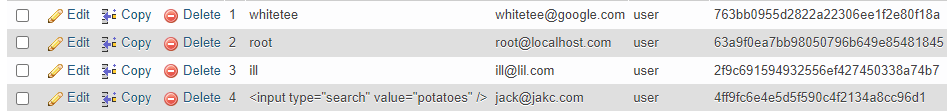 Edit Copy Delete 1 whitetee whitetee@google.com user 763bb0955d2822a22306ee1f2e80f18a
Edit Copy Delete 2 root root@localhost.com user 63a9f0ea7bb98050796b649e85481845
Edit Copy Delete 3 ill ill@lil.com user 2f9c691594932556ef427450338a74b7
Edit Copy Delete 4 <input type="search" value="potatoes" /> jack@jakc.com user 4ff9fc6e4e5d5f590c4f2134a8cc96d1